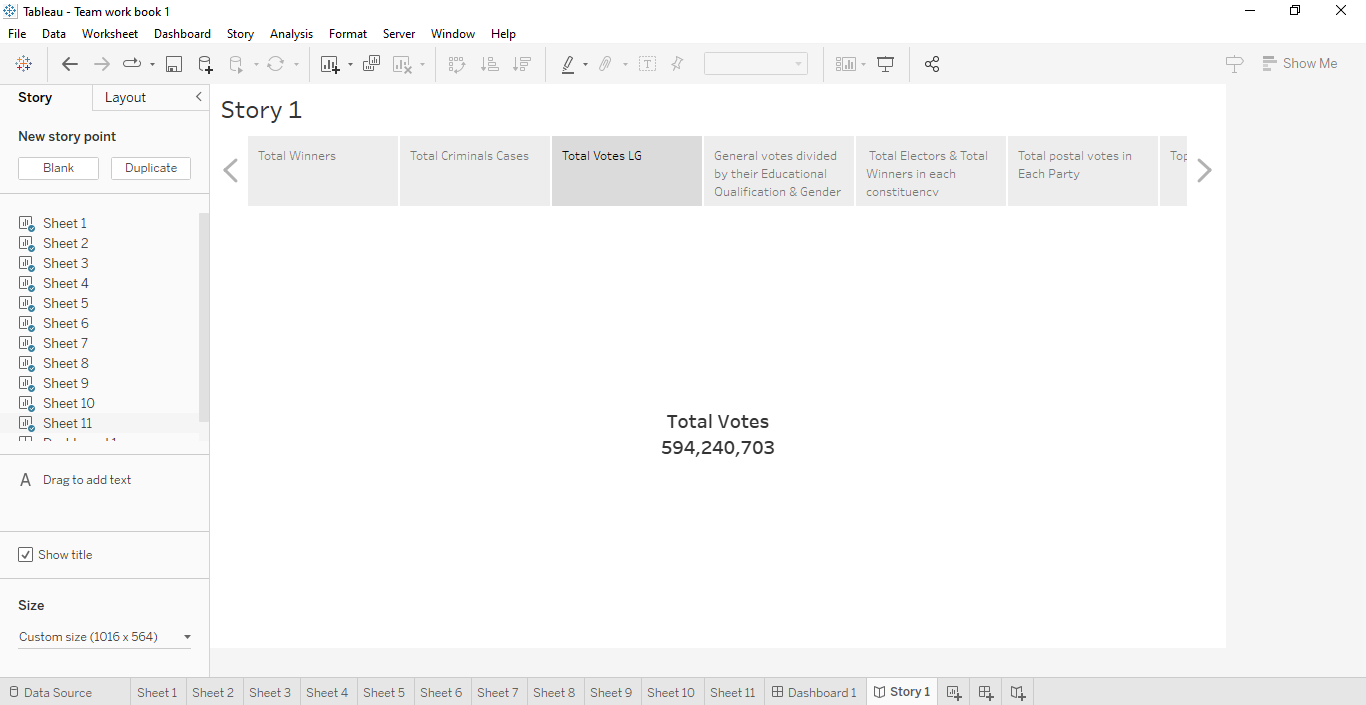 Tableau - Team work book 1
File Data Worksheet Dashboard Story Analysis Format Server Window Help
Show Me
Story Layout
New story point
Blank Duplicate
Sheet 1
Sheet 2
Sheet 3
Sheet 4
Sheet 5
Sheet 6
Sheet 7
Sheet 8
Sheet 9
Sheet 10
Sheet 11
A Drag to add text
Show title
Size
Custom size (1016 x 564)
Story 1
Total Winners
Total Criminals Cases
Total Votes LG
General votes divided
by their Educational
Qualification & Gender
Total Electors & Total
Winners in each
constituency
Total postal votes in
Each Party
Total Votes
594,240,703
Data Source Sheet 1 Sheet 2 Sheet 3 Sheet 4 Sheet 5 Sheet 6 Sheet 7 Sheet 8 Sheet 9 Sheet 10 Sheet 11 Dashboard 1 Story 1